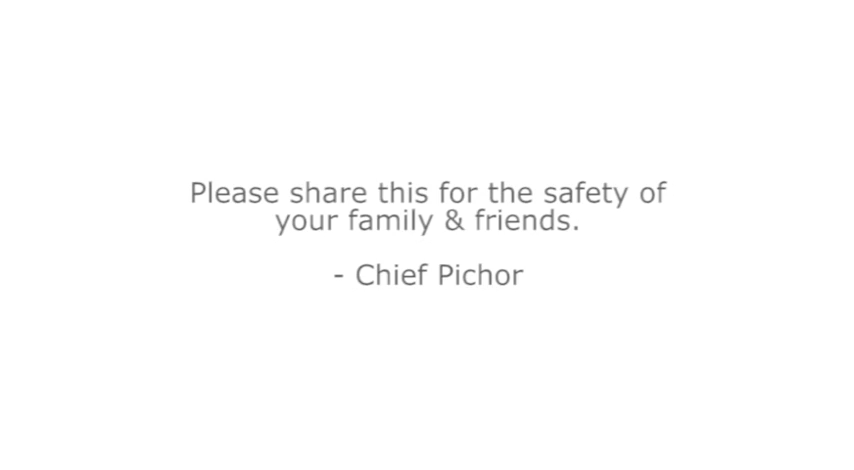 Please share this for the safety of
your family & friends.
- Chief Pichor